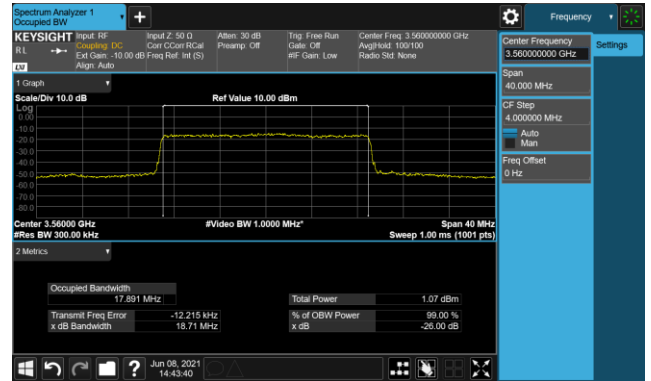 Spectrum Analyzer 1
Occupied BW
Frequency
KEYSIGHT
Input: RF
Input Z: 50 Ω
Atten: 30 dB
Trig: Free Run
Center Freq: 3.560000000 GHz
RL
Coupling: DC
Corr CCorr RCal
Preamp: Off
Gate: Off
Avg|Hold: 100/100
Ext Gain: -10.00 dB
Freq Ref: Int (S)
#IF Gain: Low
Radio Std: None
LXI
Align: Auto
Center Frequency
3.560000000 GHz
Settings
Span
40.000 MHz
CF Step
4.000000 MHz
Auto
Man
Freq Offset
0 Hz
1 Graph
Scale/Div 10.0 dB
Ref Value 10.00 dBm
Log
0.00
-10.0
-20.0
-30.0
-40.0
-50.0
-60.0
-70.0
-80.0
Center 3.56000 GHz
#Video BW 1.0000 MHz*
Span 40 MHz
#Res BW 300.00 kHz
Sweep 1.00 ms (1001 pts)
2 Metrics
Occupied Bandwidth
17.891 MHz
Total Power
1.07 dBm
Transmit Freq Error
-12.215 kHz
% of OBW Power
99.00 %
x dB Bandwidth
18.71 MHz
x dB
-26.00 dB
?
Jun 08, 2021
14:43:40